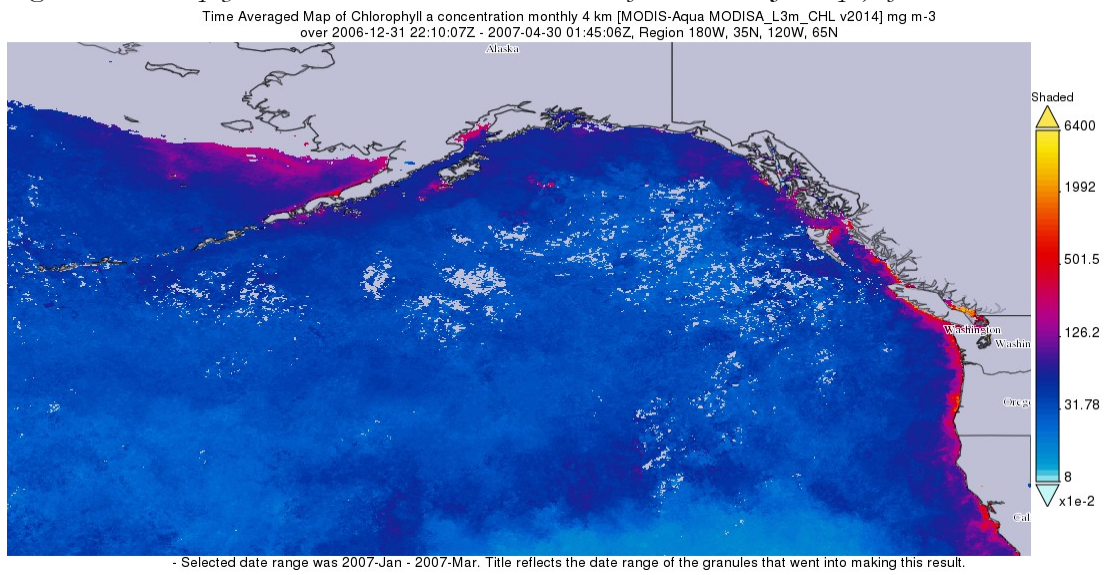 Time Averaged Map of Chlorophyll a concentration monthly 4 km [MODIS-Aqua MODISA_L3m_CHL v2014] mg m-3
over 2006-12-31 22:10:07Z - 2007-04-30 01:45:06Z, Region 180W, 35N, 120W, 65N
Alaska
Shaded
6400
1992
501.5
126.2
31.78
8
x1e-2
Washington
Washin
Orego
Cal
- Selected date range was 2007-Jan - 2007-Mar. Title reflects the date range of the granules that went into making this result.